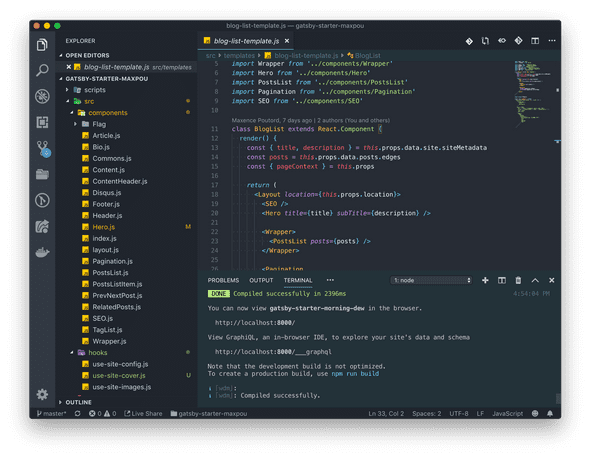 blog-list-template.js — gatsby-starter-maxpou
EXPLORER
OPEN EDITORS
blog-list-template.js src/templates
GATSBY-STARTER-MAXPOU
scripts
src
components
Flag
Article.js
Bio.js
Commons.js
Content.js
ContentHeader.js
Disqus.js
Footer.js
Header.js
Hero.js M
index.js
layout.js
Pagination.js
PostsList.js
PostsListItem.js
PrevNextPost.js
RelatedPosts.js
SEO.js
TagList.js
Wrapper.js
hooks
use-site-config.js
use-site-cover.js U
use-site-images.js
OUTLINE
blog-list-template.js
src › templates › blog-list-template.js › BlogList
5 import Wrapper from '../components/Wrapper'
6 import Hero from '../components/Hero'
7 import PostsList from '../components/PostsList'
8 import Pagination from '../components/Pagination'
9 import SEO from '../components/SEO'
10
Maxence Poutord, 7 days ago | 2 authors (You and others)
11 class BlogList extends React.Component {
12 render() {
13 const { title, description } = this.props.data.site.siteMetadata
14 const posts = this.props.data.posts.edges
15 const { pageContext } = this.props
16
17 return (
18 <Layout location={this.props.location}>
19 <SEO />
20 <Hero title={title} subTitle={description} />
21
22 <Wrapper>
23 <PostsList posts={posts} />
24 </Wrapper>
25
26 <Pagination
PROBLEMS OUTPUT TERMINAL ••• 1: node
DONE Compiled successfully in 2396ms 4:54:04 PM
You can now view gatsby-starter-morning-dew in the browser.
http://localhost:8000/
View GraphiQL, an in-browser IDE, to explore your site's data and schema
http://localhost:8000/___graphql
Note that the development build is not optimized.
To create a production build, use npm run build
ℹ ｢wdm｣:
ℹ ｢wdm｣: Compiled successfully.
master* 0 0 Live Share gatsby-starter-maxpou Ln 33, Col 2 Spaces: 2 UTF-8 LF JavaScript